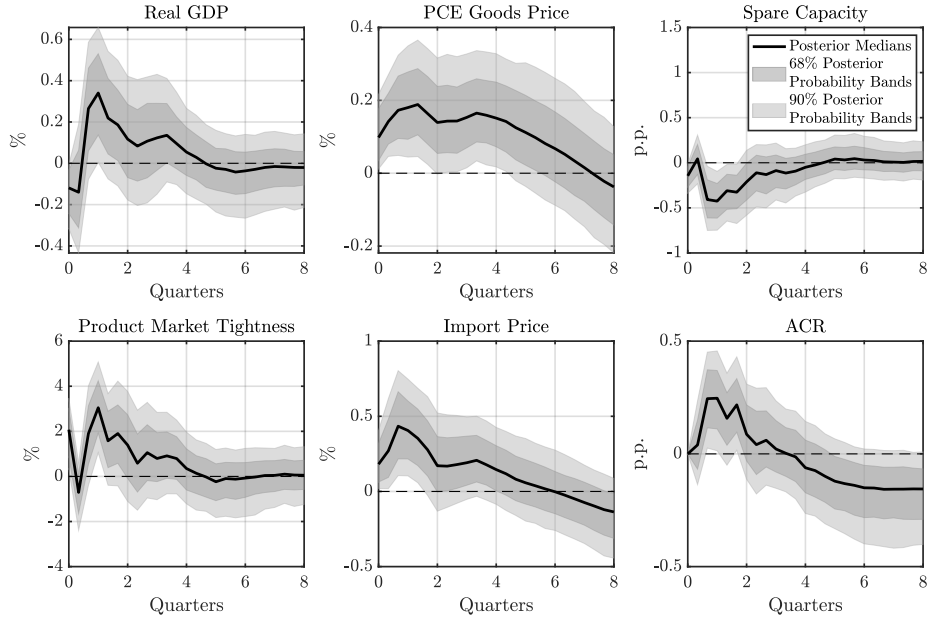 Real GDP
0.6
0.4
0.2
0
-0.2
-0.4
%
0 2 4 6 8
Quarters
PCE Goods Price
0.4
0.2
0
-0.2
%
0 2 4 6 8
Quarters
Spare Capacity
1.5
1
0.5
0
-0.5
-1
p.p.
Posterior Medians
68% Posterior
Probability Bands
90% Posterior
Probability Bands
0 2 4 6 8
Quarters
Product Market Tightness
6
4
2
0
-2
-4
%
0 2 4 6 8
Quarters
Import Price
1
0.5
0
-0.5
%
0 2 4 6 8
Quarters
ACR
0.5
0
-0.5
p.p.
0 2 4 6 8
Quarters